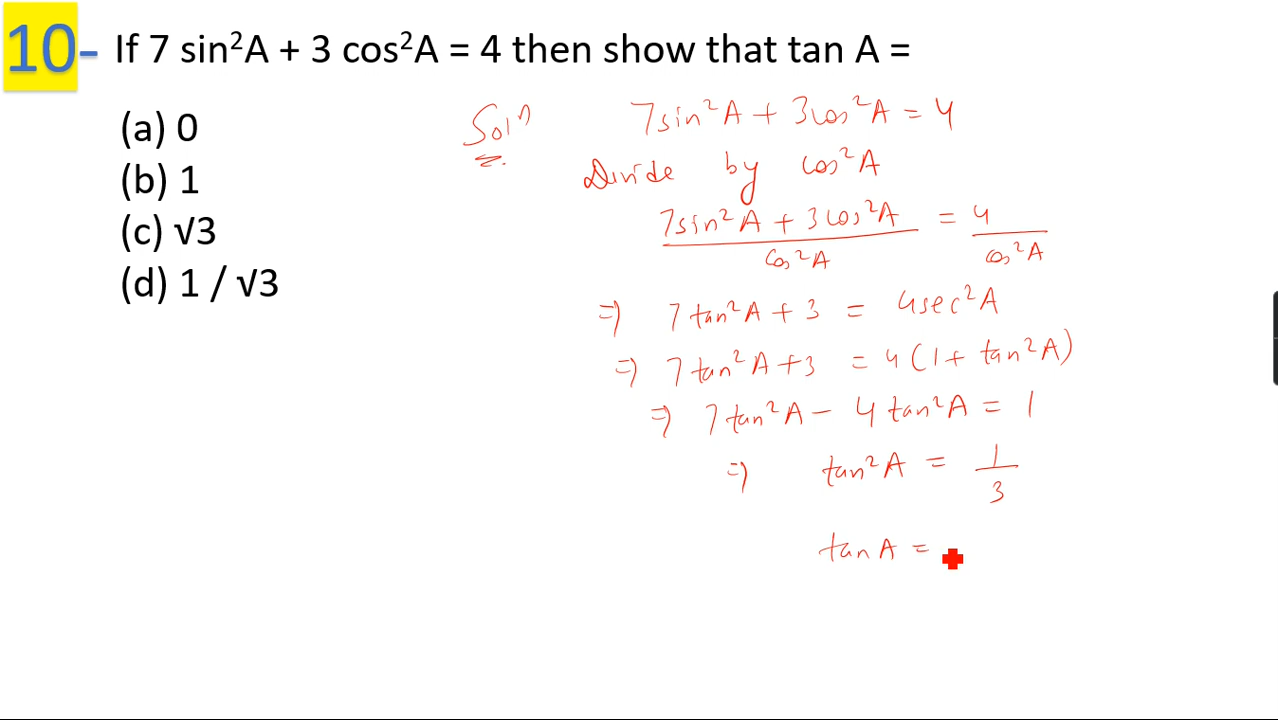 10- If 7 sin²A + 3 cos²A = 4 then show that tan A =
(a) 0
(b) 1
(c) √3
(d) 1 / √3
Solⁿ 7sin²A + 3cos²A = 4
Divide by cos²A
7sin²A + 3cos²A / cos²A = 4 / cos²A
⇒ 7tan²A + 3 = 4sec²A
⇒ 7tan²A + 3 = 4(1 + tan²A)
⇒ 7tan²A - 4tan²A = 1
⇒ tan²A = 1/3
tanA =